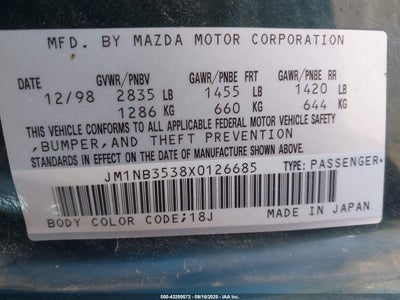 MFD. BY MAZDA MOTOR CORPORATION
DATE GVWR/PNBV GAWR/PNBE FRT GAWR/PNBE RR
12/98 2835 LB 1455 LB 1420 LB
1286 KG 660 KG 644 KG
THIS VEHICLE CONFORMS TO ALL APPLICABLE FEDERAL MOTOR VEHICLE SAFETY
,BUMPER,AND THEFT PREVENTION
STANDARDS IN EFFECT ON THE DATE OF MANUFACTURE SHOWN ABOVE.
JM1NB3538X0126685 TYPE:PASSENGER
BODY COLOR CODE:18J MADE IN JAPAN
000-43200572 - 09/18/2025 - IAAI.COM